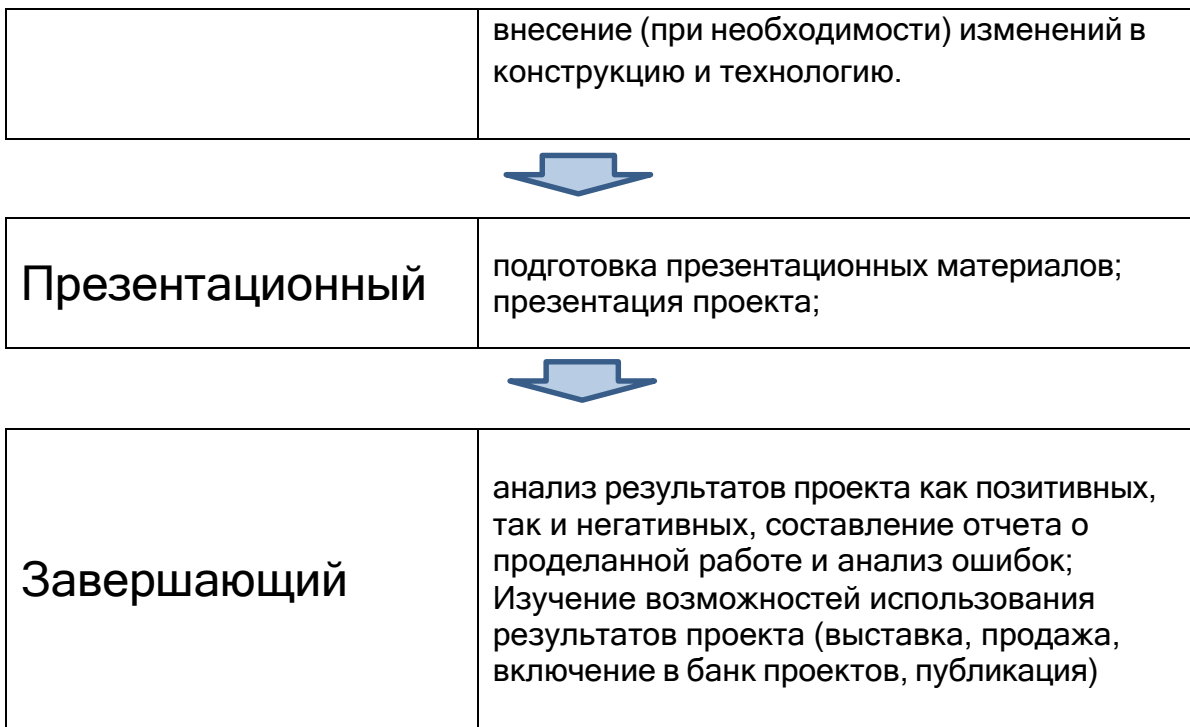 внесение (при необходимости) изменений в
конструкцию и технологию.
Презентационный
подготовка презентационных материалов;
презентация проекта;
Завершающий
анализ результатов проекта как позитивных,
так и негативных, составление отчета о
проделанной работе и анализ ошибок;
Изучение возможностей использования
результатов проекта (выставка, продажа,
включение в банк проектов, публикация)